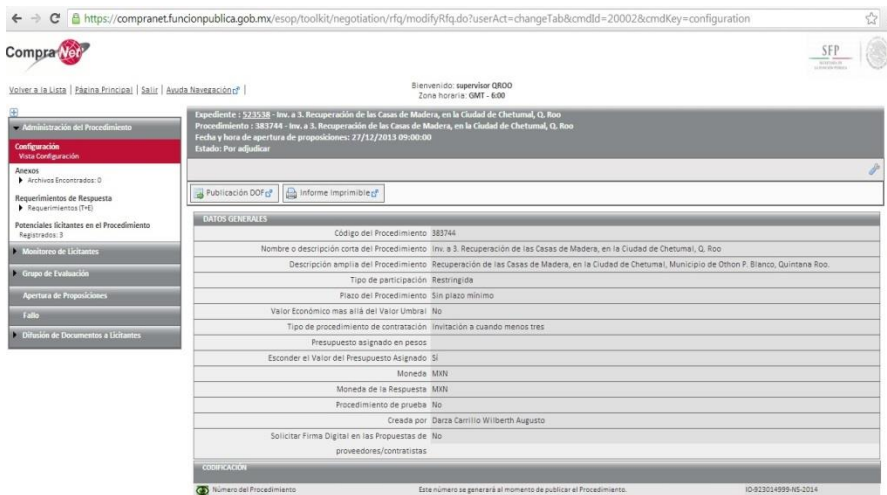 https://compranet.funcionpublica.gob.mx/esop/toolkit/negotiation/rfq/modifyRfq.do?userAct=changeTab&cmdId=20002&cmdKey=configuration
CompraNet
SFP
Volver a la Lista | Página Principal | Salir | Ayuda Navegación |
Bienvenido: supervisor QROO
Zona horaria: GMT - 6:00
Administración del Procedimiento
Configuración
Vista Configuración
Anexos
Archivos Encontrados: 0
Requerimientos de Respuesta
Requerimientos (T+E)
Potenciales licitantes en el Procedimiento
Registrados: 3
Monitoreo de Licitantes
Grupo de Evaluación
Apertura de Proposiciones
Fallo
Difusión de Documentos a Licitantes
Expediente : 523538 - Inv. a 3. Recuperación de las Casas de Madera, en la Ciudad de Chetumal, Q. Roo
Procedimiento : 383744 - Inv. a 3. Recuperación de las Casas de Madera, en la Ciudad de Chetumal, Q. Roo
Fecha y hora de apertura de proposiciones: 27/12/2013 09:00:00
Estado: Por adjudicar
Publicación DOF
Informe Imprimible
DATOS GENERALES
Código del Procedimiento 383744
Nombre o descripción corta del Procedimiento Inv. a 3. Recuperación de las Casas de Madera, en la Ciudad de Chetumal, Q. Roo
Descripción amplia del Procedimiento Recuperación de las Casas de Madera, en la Ciudad de Chetumal, Municipio de Othon P. Blanco, Quintana Roo.
Tipo de participación Restringida
Plazo del Procedimiento Sin plazo mínimo
Valor Económico mas allá del Valor Umbral No
Tipo de procedimiento de contratación Invitación a cuando menos tres
Presupuesto asignado en pesos
Esconder el Valor del Presupuesto Asignado Sí
Moneda MXN
Moneda de la Respuesta MXN
Procedimiento de prueba No
Creada por Darza Carrillo Wilberth Augusto
Solicitar Firma Digital en las Propuestas de No
proveedores/contratistas
CODIFICACIÓN
Número del Procedimiento Este número se generará al momento de publicar el Procedimiento. IO-923014999-N5-2014